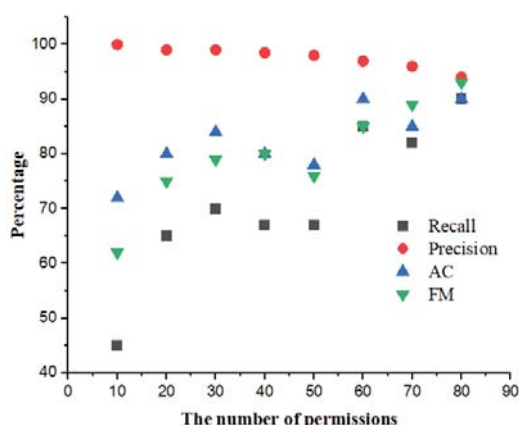 100
90
80
70
60
50
40
Percentage
Recall
Precision
AC
FM
0 10 20 30 40 50 60 70 80 90
The number of permissions